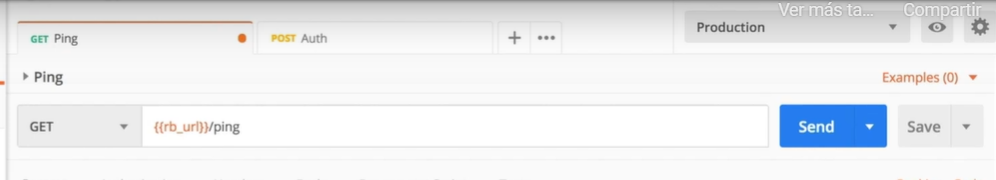 Ver más ta... Compartir
GET Ping POST Auth + ••• Production
Ping Examples (0)
GET {{rb_url}}/ping Send Save